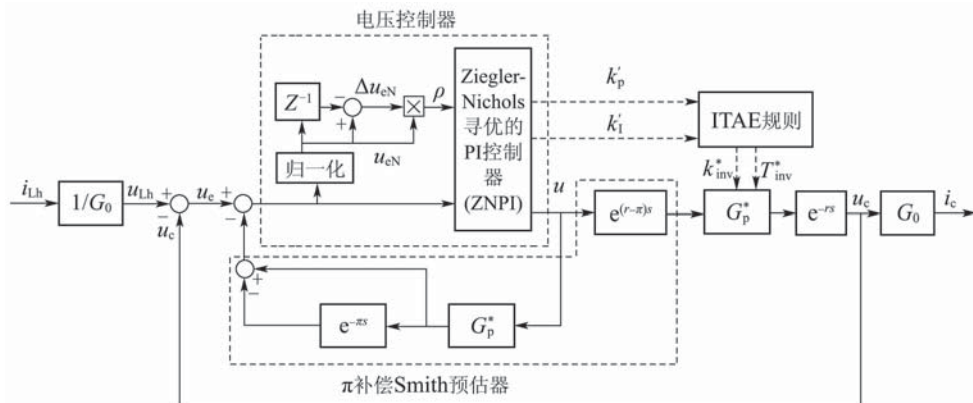 电压控制器
Z⁻¹
−
+
Δu_eN
×
ρ
u_eN
归一化
Ziegler-
Nichols
寻优的
PI控制
器
(ZNPI)
k′_p
k′_I
ITAE规则
k*_inv
T*_inv
i_Lh
1/G₀
u_Lh
+
−
u_c
u_e
+
−
u
e^(r−π)s
G*_p
e^−rs
u_c
G₀
i_c
+
−
e^−πs
G*_p
π补偿Smith预估器